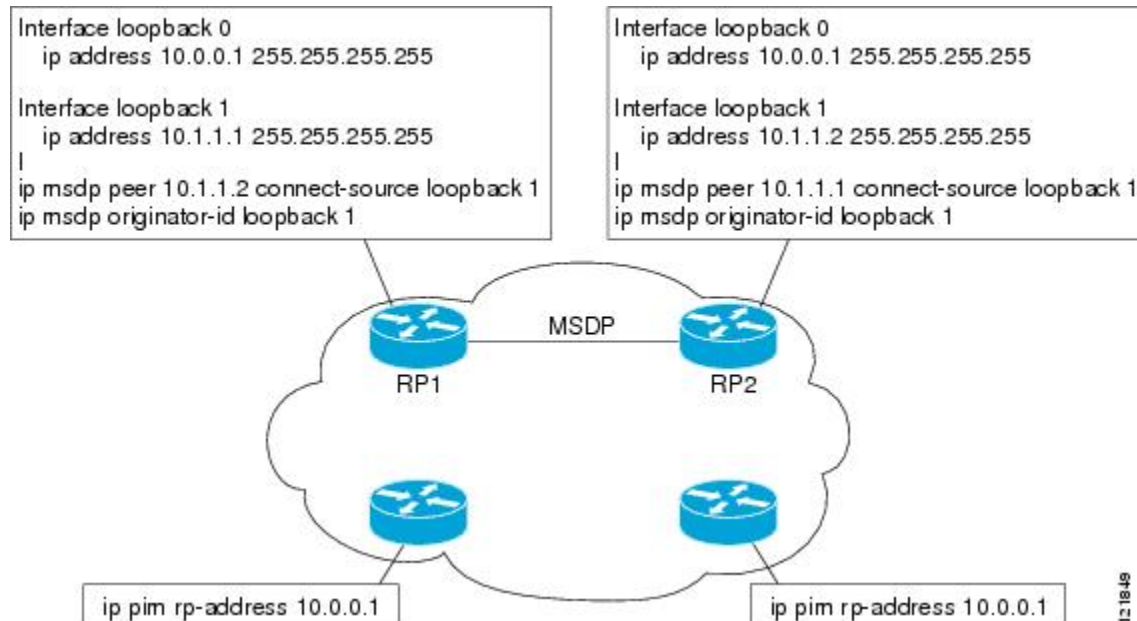 Interface loopback 0
ip address 10.0.0.1 255.255.255.255
Interface loopback 1
ip address 10.1.1.1 255.255.255.255
!
ip msdp peer 10.1.1.2 connect-source loopback 1
ip msdp originator-id loopback 1
Interface loopback 0
ip address 10.0.0.1 255.255.255.255
Interface loopback 1
ip address 10.1.1.2 255.255.255.255
!
ip msdp peer 10.1.1.1 connect-source loopback 1
ip msdp originator-id loopback 1
MSDP
RP1
RP2
ip pim rp-address 10.0.0.1
ip pim rp-address 10.0.0.1
121849